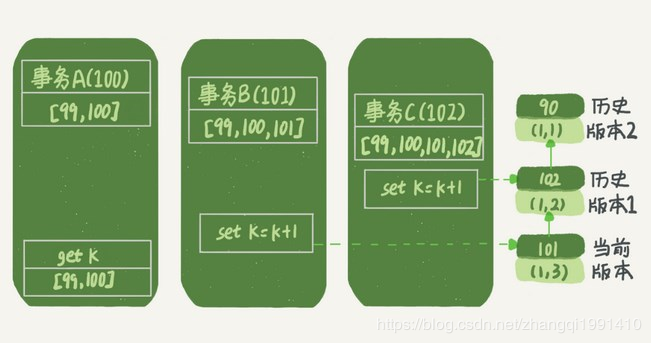 事务A(100)
[99,100]
get k
[99,100]
事务B(101)
[99,100,101]
set k=k+1
事务C(102)
[99,100,101,102]
set k=k+1
90
(1,1)
历史
版本2
102
(1,2)
历史
版本1
101
(1,3)
当前
版本
https://blog.csdn.net/zhangqi1991410